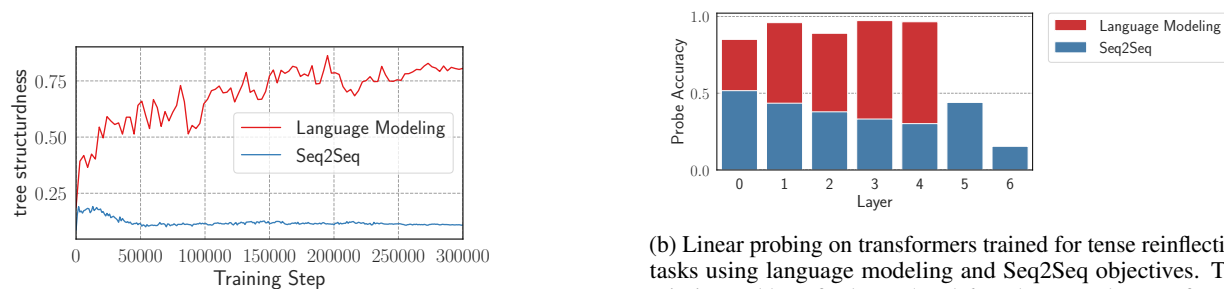 tree structurdness
0.75
0.50
0.25
Language Modeling
Seq2Seq
0 50000 100000 150000 200000 250000 300000
Training Step
Probe Accuracy
1.0
0.5
0.0
0 1 2 3 4 5 6
Layer
Language Modeling
Seq2Seq
(b) Linear probing on transformers trained for tense reinflecti
tasks using language modeling and Seq2Seq objectives. T